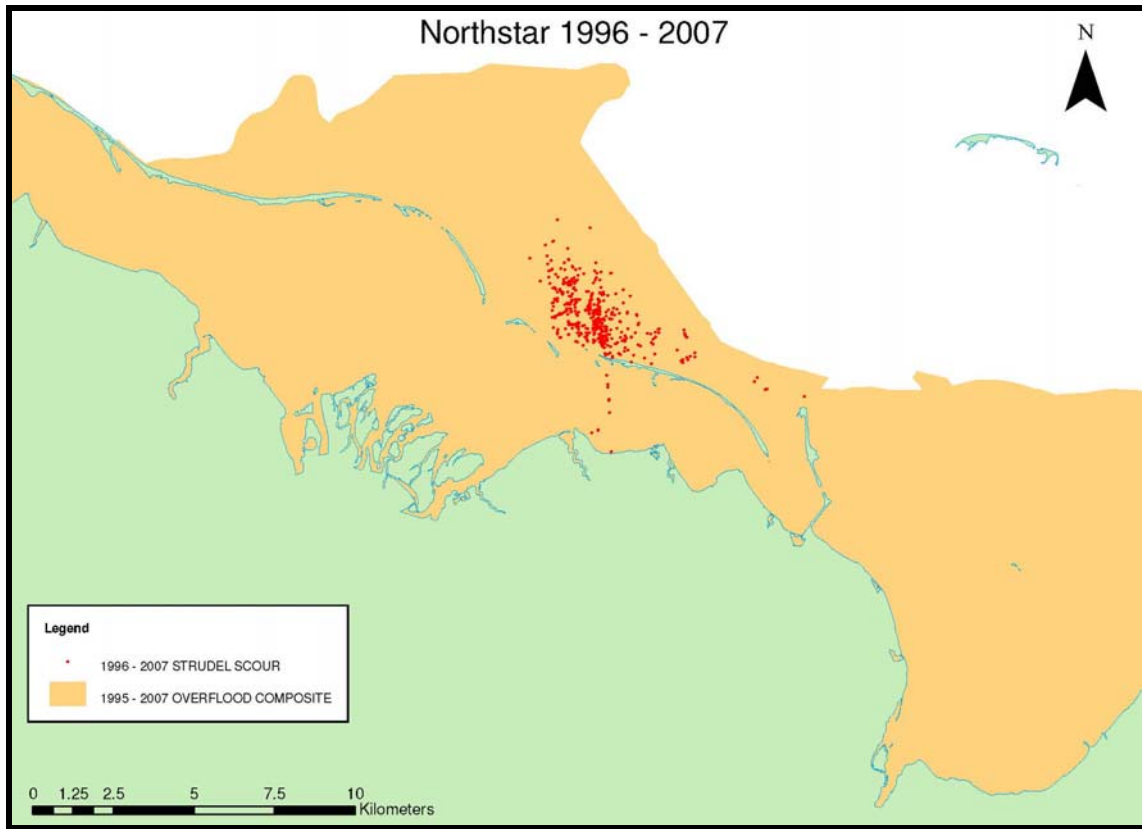 Northstar 1996 - 2007
N
Legend
1996 - 2007 STRUDEL SCOUR
1995 - 2007 OVERFLOOD COMPOSITE
0 1.25 2.5 5 7.5 10
Kilometers